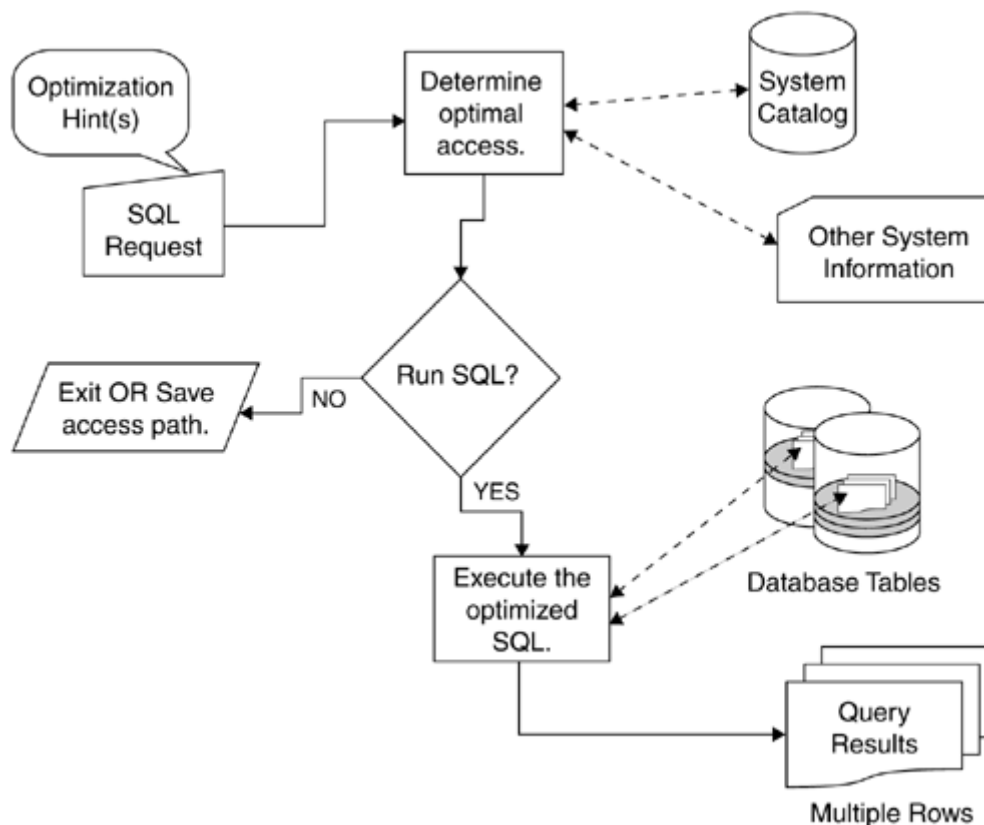 Optimization
Hint(s)
SQL
Request
Determine
optimal
access.
System
Catalog
Other System
Information
Run SQL?
NO
Exit OR Save
access path.
YES
Execute the
optimized
SQL.
Database Tables
Query
Results
Multiple Rows